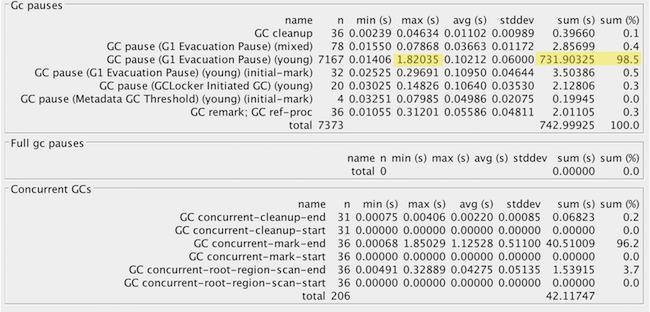 Gc pauses
name n min (s) max (s) avg (s) stddev sum (s) sum (%)
GC cleanup 36 0.00239 0.04634 0.01102 0.00989 0.39660 0.1
GC pause (G1 Evacuation Pause) (mixed) 78 0.01550 0.07868 0.03663 0.01172 2.85699 0.4
GC pause (G1 Evacuation Pause) (young) 7167 0.01406 1.82035 0.10212 0.06000 731.90325 98.5
GC pause (G1 Evacuation Pause) (young) (initial-mark) 32 0.02525 0.29691 0.10950 0.04644 3.50386 0.5
GC pause (GCLocker Initiated GC) (young) 20 0.03025 0.14826 0.10640 0.03530 2.12806 0.3
GC pause (Metadata GC Threshold) (young) (initial-mark) 4 0.03251 0.07985 0.04986 0.02075 0.19945 0.0
GC remark; GC ref-proc 36 0.01055 0.31201 0.05586 0.04811 2.01105 0.3
total 7373 742.99925 100.0
Full gc pauses
name n min (s) max (s) avg (s) stddev sum (s) sum (%)
total 0 0.00000 0.0
Concurrent GCs
name n min (s) max (s) avg (s) stddev sum (s) sum (%)
GC concurrent-cleanup-end 31 0.00075 0.00406 0.00220 0.00085 0.06823 0.2
GC concurrent-cleanup-start 31 0.00000 0.00000 0.00000 0.00000 0.00000 0.0
GC concurrent-mark-end 36 0.00068 1.85029 1.12528 0.51100 40.51009 96.2
GC concurrent-mark-start 36 0.00000 0.00000 0.00000 0.00000 0.00000 0.0
GC concurrent-root-region-scan-end 36 0.00491 0.32889 0.04275 0.05135 1.53915 3.7
GC concurrent-root-region-scan-start 36 0.00000 0.00000 0.00000 0.00000 0.00000 0.0
total 206 42.11747